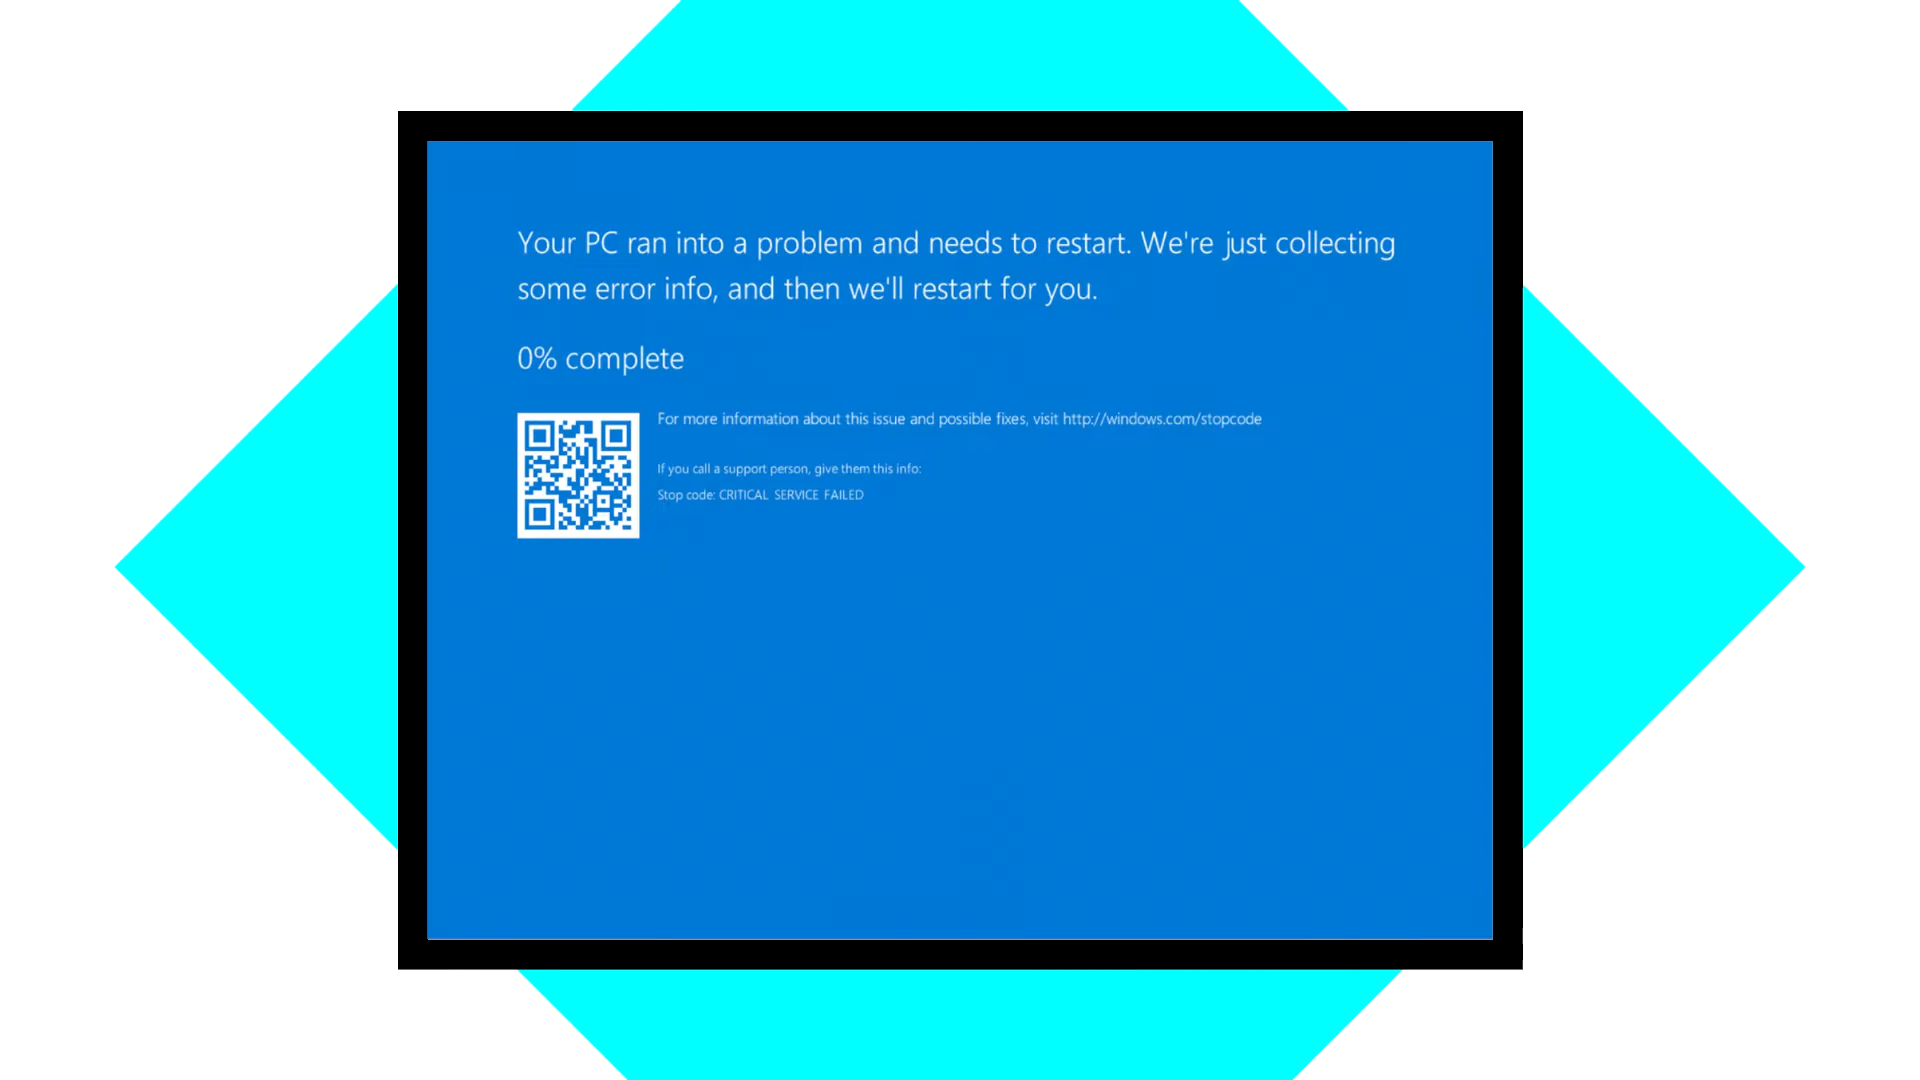 Your PC ran into a problem and needs to restart. We're just collecting
some error info, and then we'll restart for you.
0% complete
For more information about this issue and possible fixes, visit http://windows.com/stopcode
If you call a support person, give them this info:
Stop code: CRITICAL SERVICE FAILED